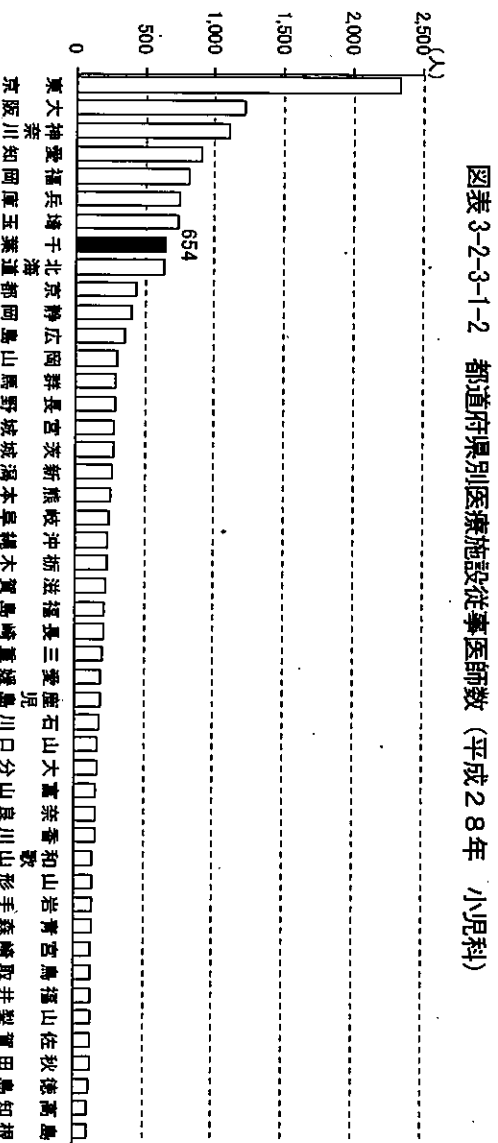 図表3-2-3-1-2 都道府県別医療施設従事医師数（平成２８年 小児科）
(人)
2,500
2,000
1,500
1,000
500
0
654
東京
大阪
神奈川
愛知
福岡
兵庫
埼玉
千葉
北海道
京都
静岡
広島
岡山
群馬
長野
宮城
茨城
新潟
熊本
岐阜
沖縄
栃木
滋賀
福島
長崎
三重
愛媛
鹿児島
石川
山口
大分
富山
奈良
香川
和歌山
山形
岩手
青森
宮崎
鳥取
福井
山梨
佐賀
秋田
徳島
高知
島根